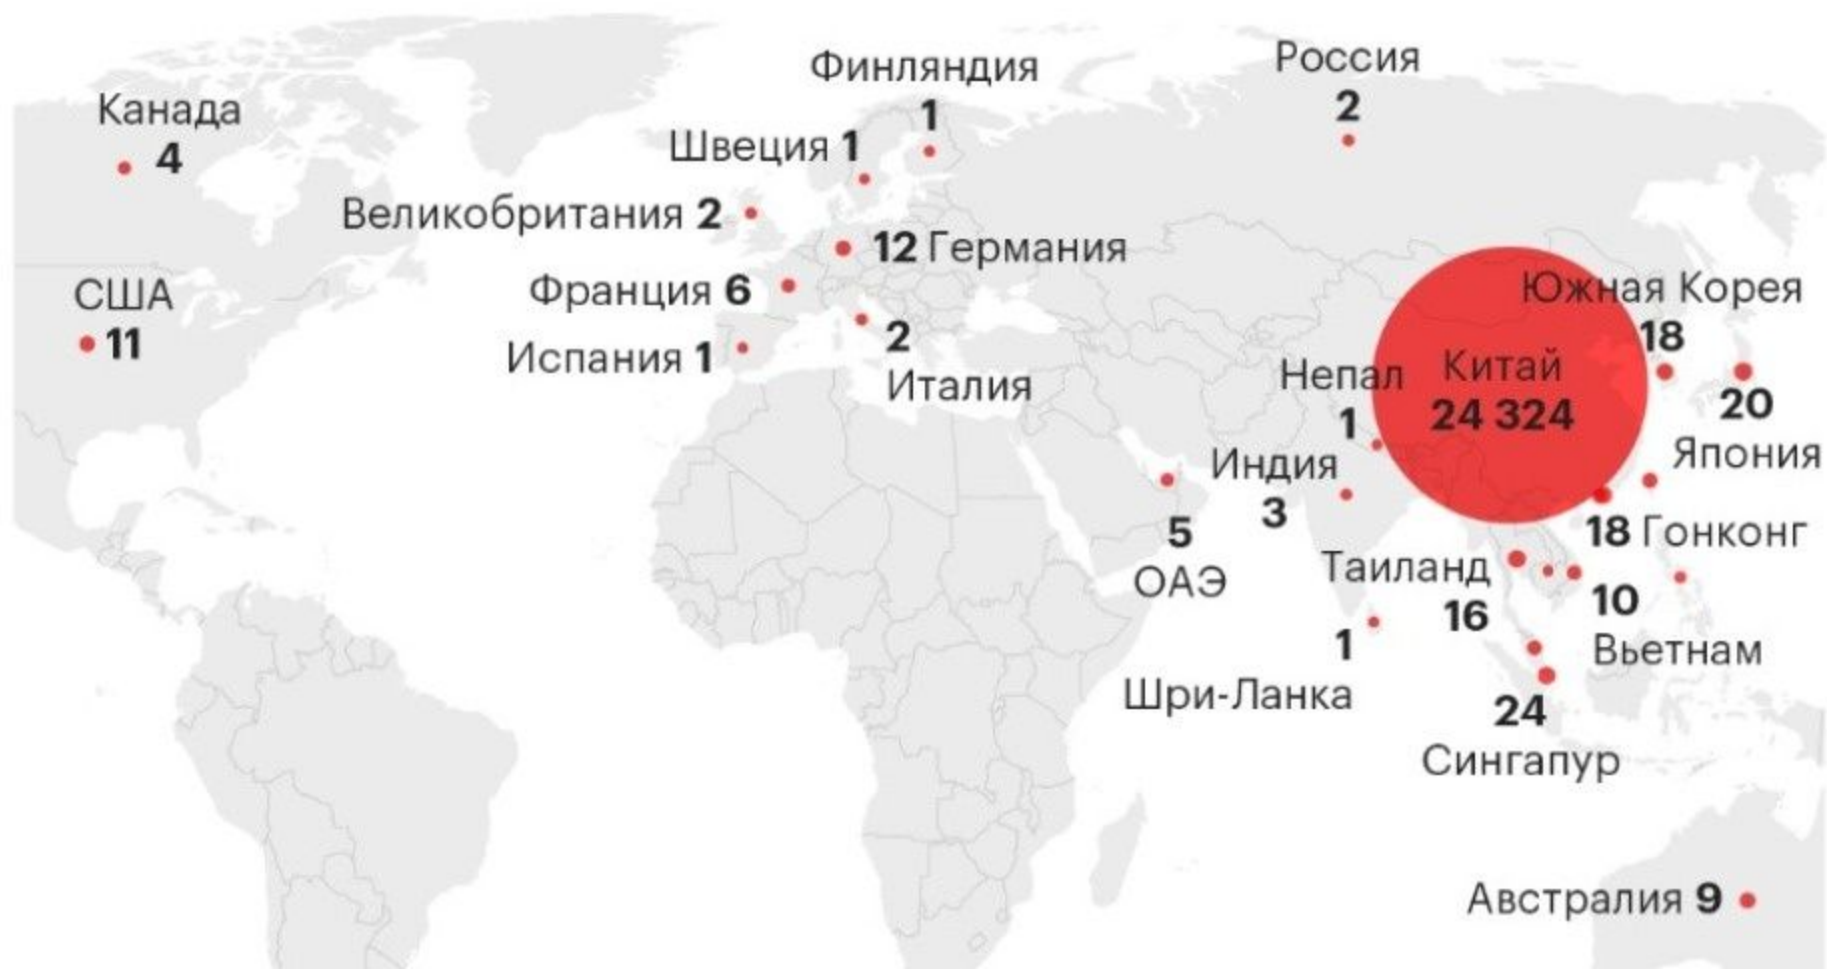 Канада
4
США
11
Финляндия
1
Швеция 1
Великобритания 2
12 Германия
Франция 6
2
Италия
Испания 1
Россия
2
Южная Корея
18
Китай
24 324
20
Япония
Непал
1
Индия
3
5
ОАЭ
18 Гонконг
Таиланд
16
10
Вьетнам
1
Шри-Ланка
24
Сингапур
Австралия 9